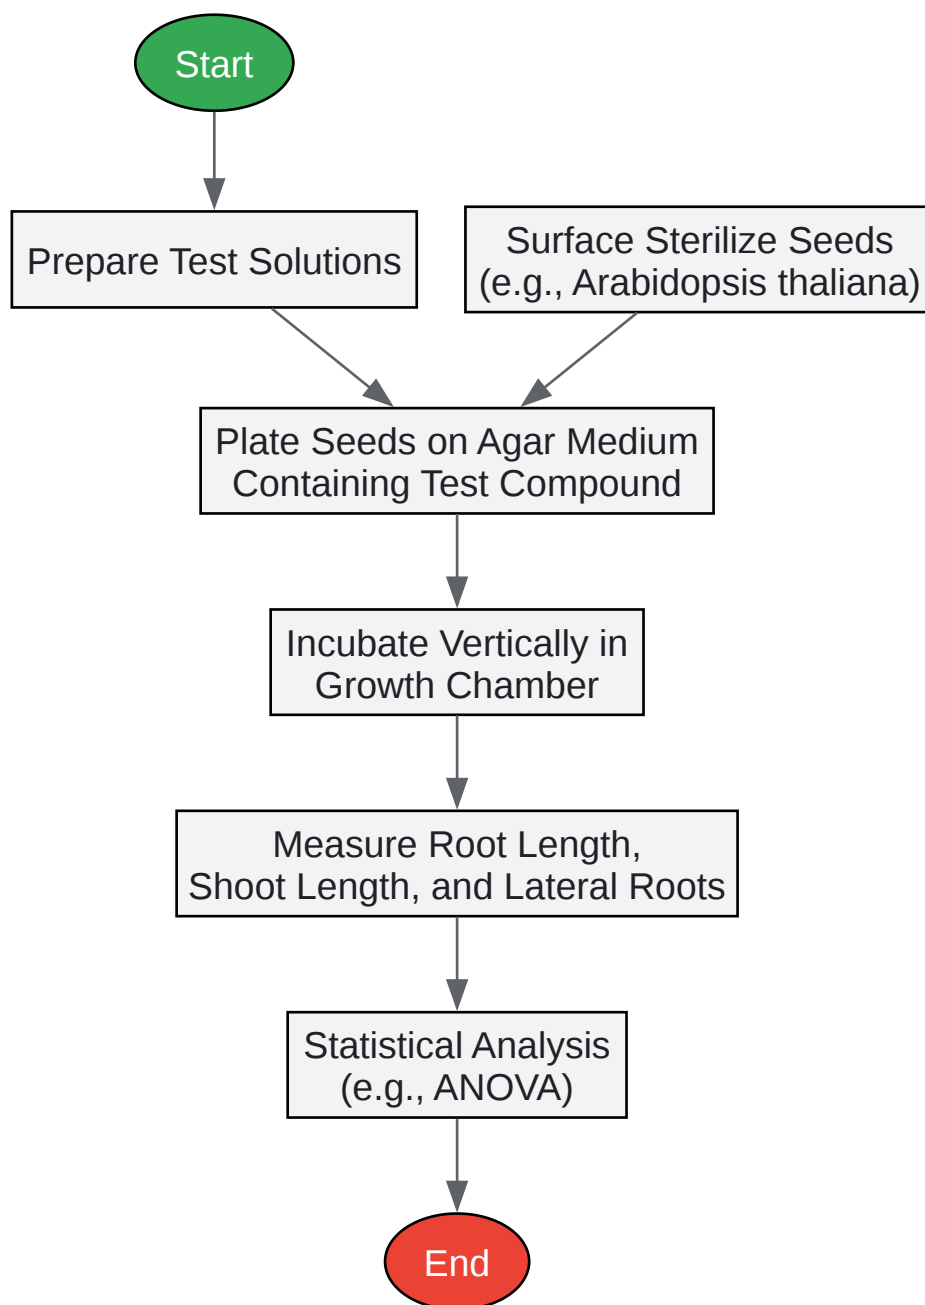 Start
Prepare Test Solutions
Surface Sterilize Seeds
(e.g., Arabidopsis thaliana)
Plate Seeds on Agar Medium
Containing Test Compound
Incubate Vertically in
Growth Chamber
Measure Root Length,
Shoot Length, and Lateral Roots
Statistical Analysis
(e.g., ANOVA)
End